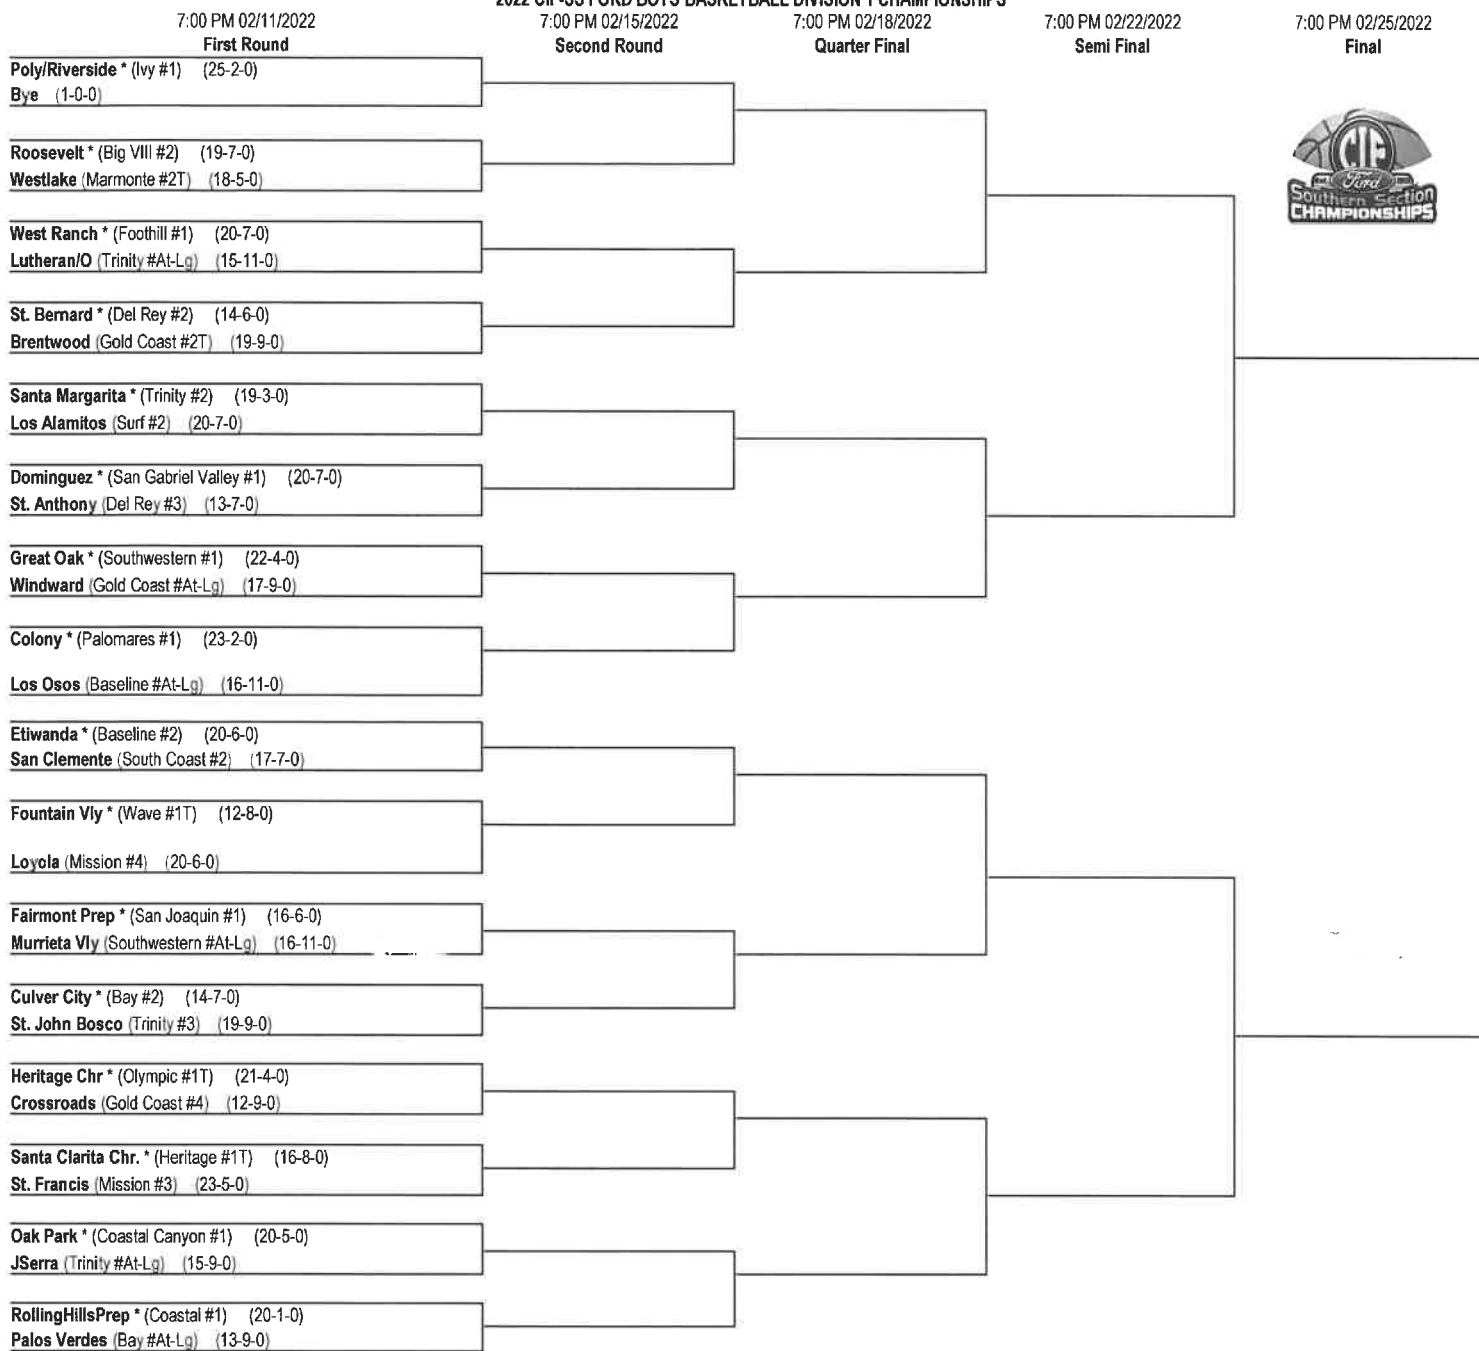 2022 CIF-SS FORD BOYS BASKETBALL DIVISION 1 CHAMPIONSHIPS
7:00 PM 02/11/2022 7:00 PM 02/15/2022 7:00 PM 02/18/2022 7:00 PM 02/22/2022 7:00 PM 02/25/2022
First Round Second Round Quarter Final Semi Final Final
Poly/Riverside * (Ivy #1) (25-2-0)
Bye (1-0-0)
CIF
Ford
Southern Section
CHAMPIONSHIPS
Roosevelt * (Big VIII #2) (19-7-0)
Westlake (Marmonte #2T) (18-5-0)
West Ranch * (Foothill #1) (20-7-0)
Lutheran/O (Trinity #At-Lg) (15-11-0)
St. Bernard * (Del Rey #2) (14-6-0)
Brentwood (Gold Coast #2T) (19-9-0)
Santa Margarita * (Trinity #2) (19-3-0)
Los Alamitos (Surf #2) (20-7-0)
Dominguez * (San Gabriel Valley #1) (20-7-0)
St. Anthony (Del Rey #3) (13-7-0)
Great Oak * (Southwestern #1) (22-4-0)
Windward (Gold Coast #At-Lg) (17-9-0)
Colony * (Palomares #1) (23-2-0)
Los Osos (Baseline #At-Lg) (16-11-0)
Etiwanda * (Baseline #2) (20-6-0)
San Clemente (South Coast #2) (17-7-0)
Fountain Vly * (Wave #1T) (12-8-0)
Loyola (Mission #4) (20-6-0)
Fairmont Prep * (San Joaquin #1) (16-6-0)
Murrieta Vly (Southwestern #At-Lg) (16-11-0)
Culver City * (Bay #2) (14-7-0)
St. John Bosco (Trinity #3) (19-9-0)
Heritage Chr * (Olympic #1T) (21-4-0)
Crossroads (Gold Coast #4) (12-9-0)
Santa Clarita Chr. * (Heritage #1T) (16-8-0)
St. Francis (Mission #3) (23-5-0)
Oak Park * (Coastal Canyon #1) (20-5-0)
JSerra (Trinity #At-Lg) (15-9-0)
RollingHillsPrep * (Coastal #1) (20-1-0)
Palos Verdes (Bay #At-Lg) (13-9-0)